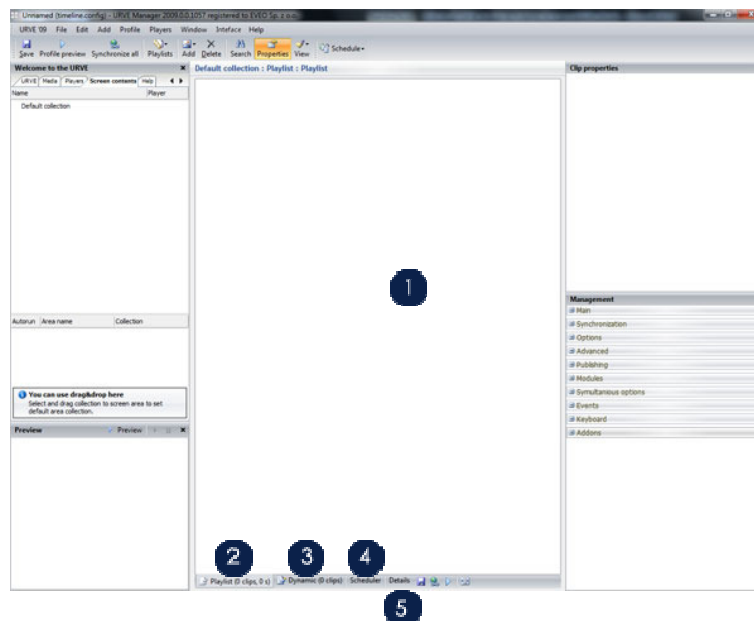 Unnamed (timeline.config) - URVE Manager 2009.0.0.1057 registered to EVEO Sp. z o.o.
URVE '09 File Edit Add Profile Players Window Inteface Help
Save Profile preview Synchronize all Playlists Add Delete Search Properties View Schedule
Welcome to the URVE
URVE Media Players Screen contents Help
Name Player
Default collection
Autorun Area name Collection
You can use drag&drop here
Select and drag collection to screen area to set
default area collection.
Preview Preview
Default collection : Playlist : Playlist
1
2 3 4
Playlist (0 clips, 0 s) Dynamic (0 clips) Scheduler Details
5
Clip properties
Management
Main
Synchronization
Options
Advanced
Publishing
Modules
Symultanious options
Events
Keyboard
Addons